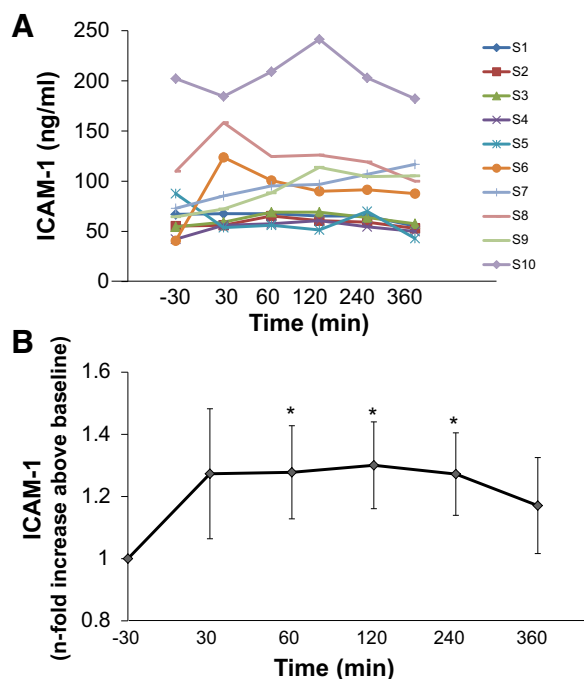 A
ICAM-1 (ng/ml)
250
200
150
100
50
0
-30 30 60 120 240 360
Time (min)
S1
S2
S3
S4
S5
S6
S7
S8
S9
S10
B
ICAM-1
(n-fold increase above baseline)
1.6
1.4
1.2
1
0.8
* * *
-30 30 60 120 240 360
Time (min)